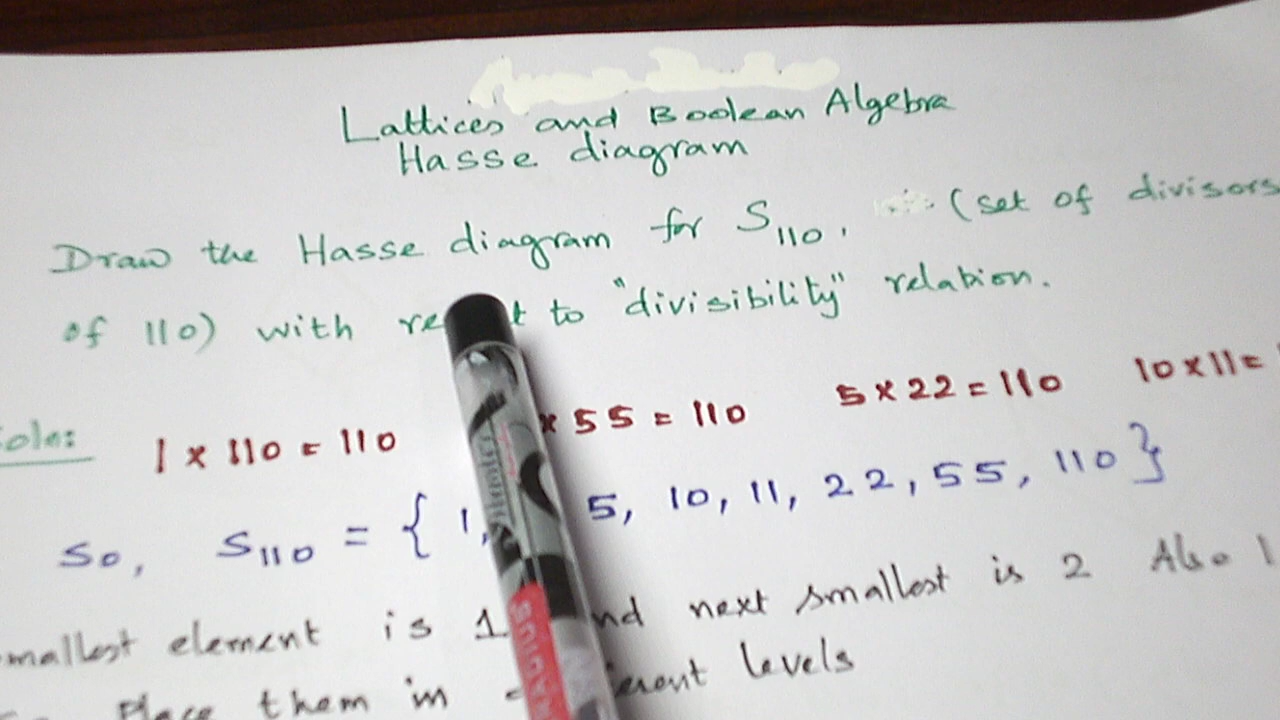 Lattices and Boolean Algebra
Hasse diagram
Draw the Hasse diagram for S110. (set of divisors
of 110) with to "divisibility" relation.
Soln: 1 x 110 = 110 x 55 = 110 5 x 22 = 110 10 x 11 =
So, S110 = { 1, 5, 10, 11, 22, 55, 110 }
mallest element is 1 nd next smallest is 2 Also 1
Place them in levels